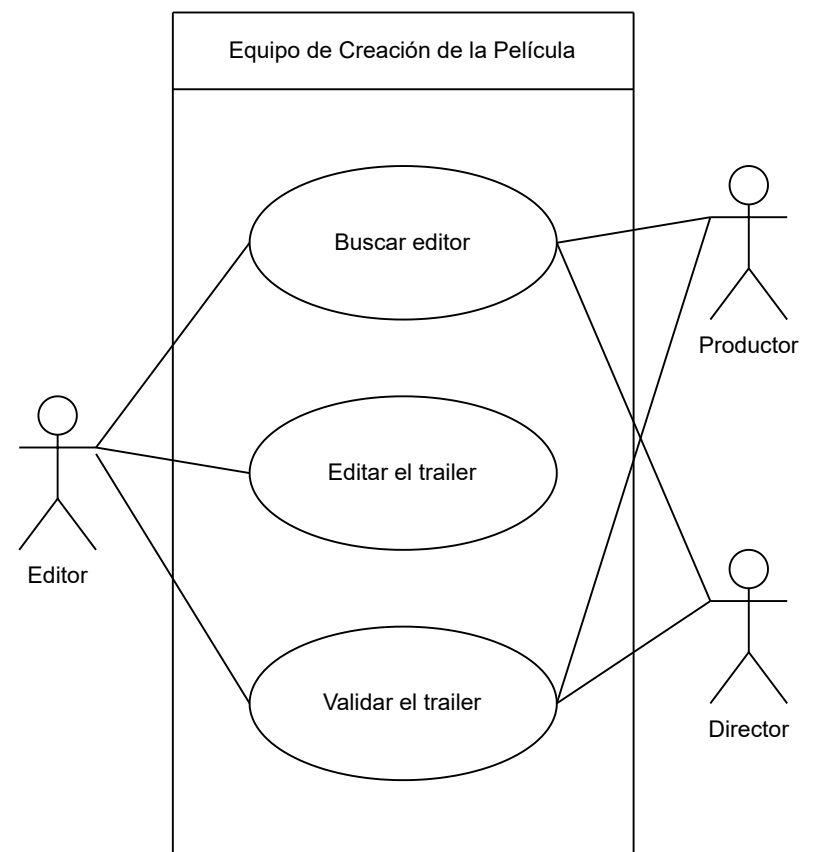 Equipo de Creación de la Película
Buscar editor
Productor
Editar el trailer
Editor
Validar el trailer
Director